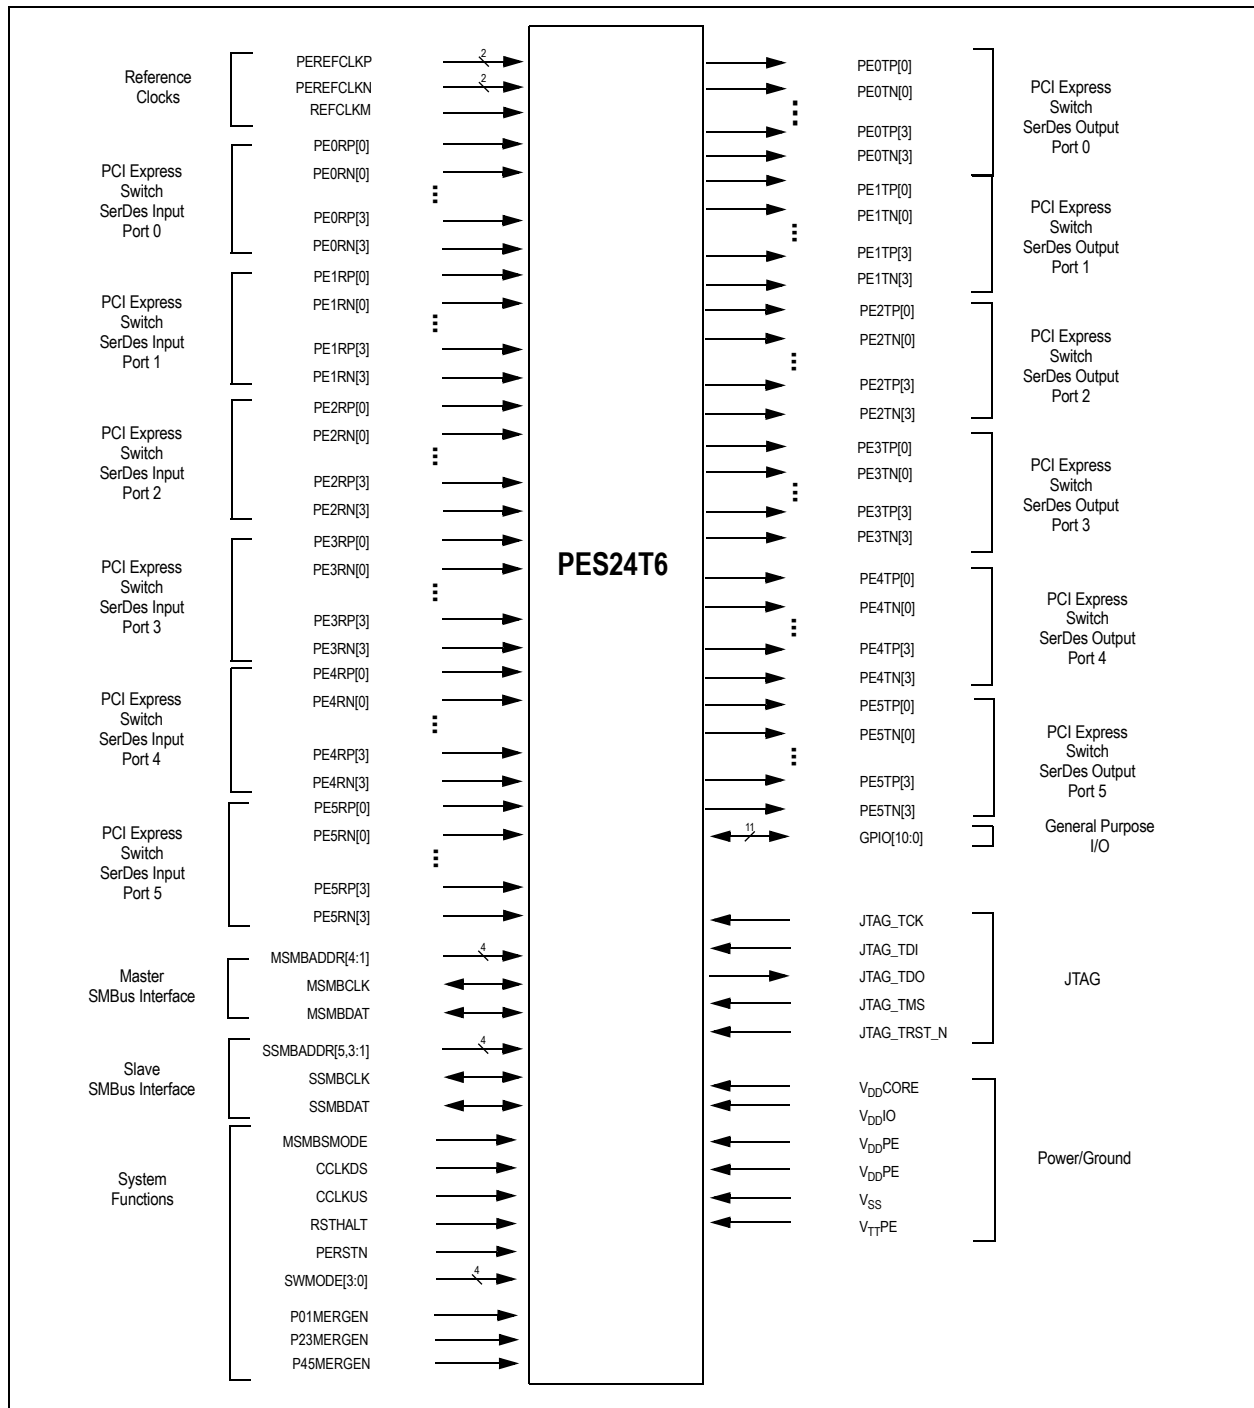 Reference
Clocks
PEREFCLKP
2
PEREFCLKN
2
REFCLKM
PCI Express
Switch
SerDes Input
Port 0
PE0RP[0]
PE0RN[0]
PE0RP[3]
PE0RN[3]
PCI Express
Switch
SerDes Input
Port 1
PE1RP[0]
PE1RN[0]
PE1RP[3]
PE1RN[3]
PCI Express
Switch
SerDes Input
Port 2
PE2RP[0]
PE2RN[0]
PE2RP[3]
PE2RN[3]
PCI Express
Switch
SerDes Input
Port 3
PE3RP[0]
PE3RN[0]
PE3RP[3]
PE3RN[3]
PCI Express
Switch
SerDes Input
Port 4
PE4RP[0]
PE4RN[0]
PE4RP[3]
PE4RN[3]
PCI Express
Switch
SerDes Input
Port 5
PE5RP[0]
PE5RN[0]
PE5RP[3]
PE5RN[3]
Master
SMBus Interface
MSMBADDR[4:1]
4
MSMBCLK
MSMBDAT
Slave
SMBus Interface
SSMBADDR[5,3:1]
4
SSMBCLK
SSMBDAT
System
Functions
MSMBSMODE
CCLKDS
CCLKUS
RSTHALT
PERSTN
SWMODE[3:0]
4
P01MERGEN
P23MERGEN
P45MERGEN
PES24T6
PE0TP[0]
PE0TN[0]
PE0TP[3]
PE0TN[3]
PCI Express
Switch
SerDes Output
Port 0
PE1TP[0]
PE1TN[0]
PE1TP[3]
PE1TN[3]
PCI Express
Switch
SerDes Output
Port 1
PE2TP[0]
PE2TN[0]
PE2TP[3]
PE2TN[3]
PCI Express
Switch
SerDes Output
Port 2
PE3TP[0]
PE3TN[0]
PE3TP[3]
PE3TN[3]
PCI Express
Switch
SerDes Output
Port 3
PE4TP[0]
PE4TN[0]
PE4TP[3]
PE4TN[3]
PCI Express
Switch
SerDes Output
Port 4
PE5TP[0]
PE5TN[0]
PE5TP[3]
PE5TN[3]
PCI Express
Switch
SerDes Output
Port 5
11
GPIO[10:0]
General Purpose
I/O
JTAG_TCK
JTAG_TDI
JTAG_TDO
JTAG_TMS
JTAG_TRST_N
JTAG
VDDCORE
VDDIO
VDDPE
VDDPE
VSS
VTTPE
Power/Ground